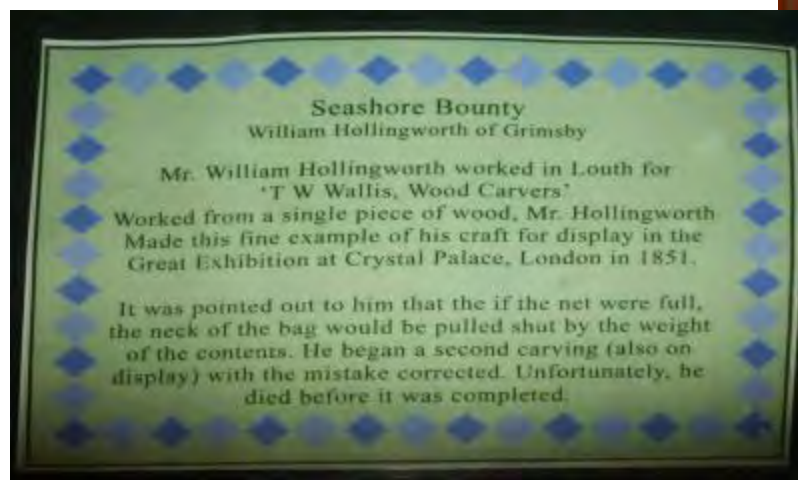 Seashore Bounty
William Hollingworth of Grimsby
Mr. William Hollingworth worked in Louth for
'T W Wallis, Wood Carvers'
Worked from a single piece of wood, Mr. Hollingworth
Made this fine example of his craft for display in the
Great Exhibition at Crystal Palace, London in 1851.
It was pointed out to him that the if the net were full,
the neck of the bag would be pulled shut by the weight
of the contents. He began a second carving (also on
display) with the mistake corrected. Unfortunately, he
died before it was completed.